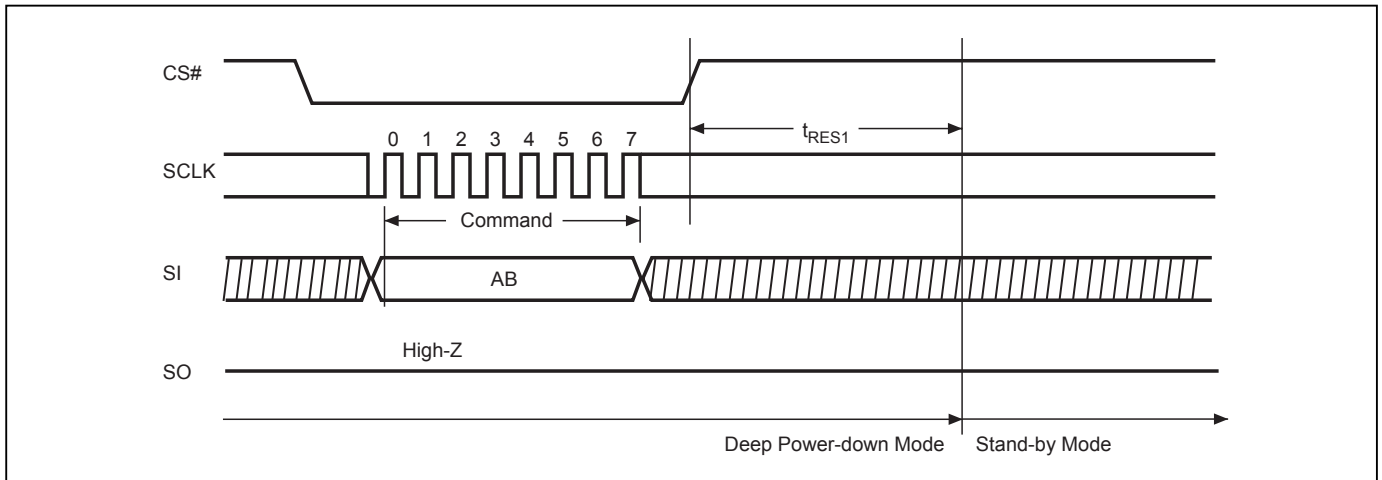 CS#
tRES1
0 1 2 3 4 5 6 7
SCLK
Command
SI
AB
High-Z
SO
Deep Power-down Mode Stand-by Mode